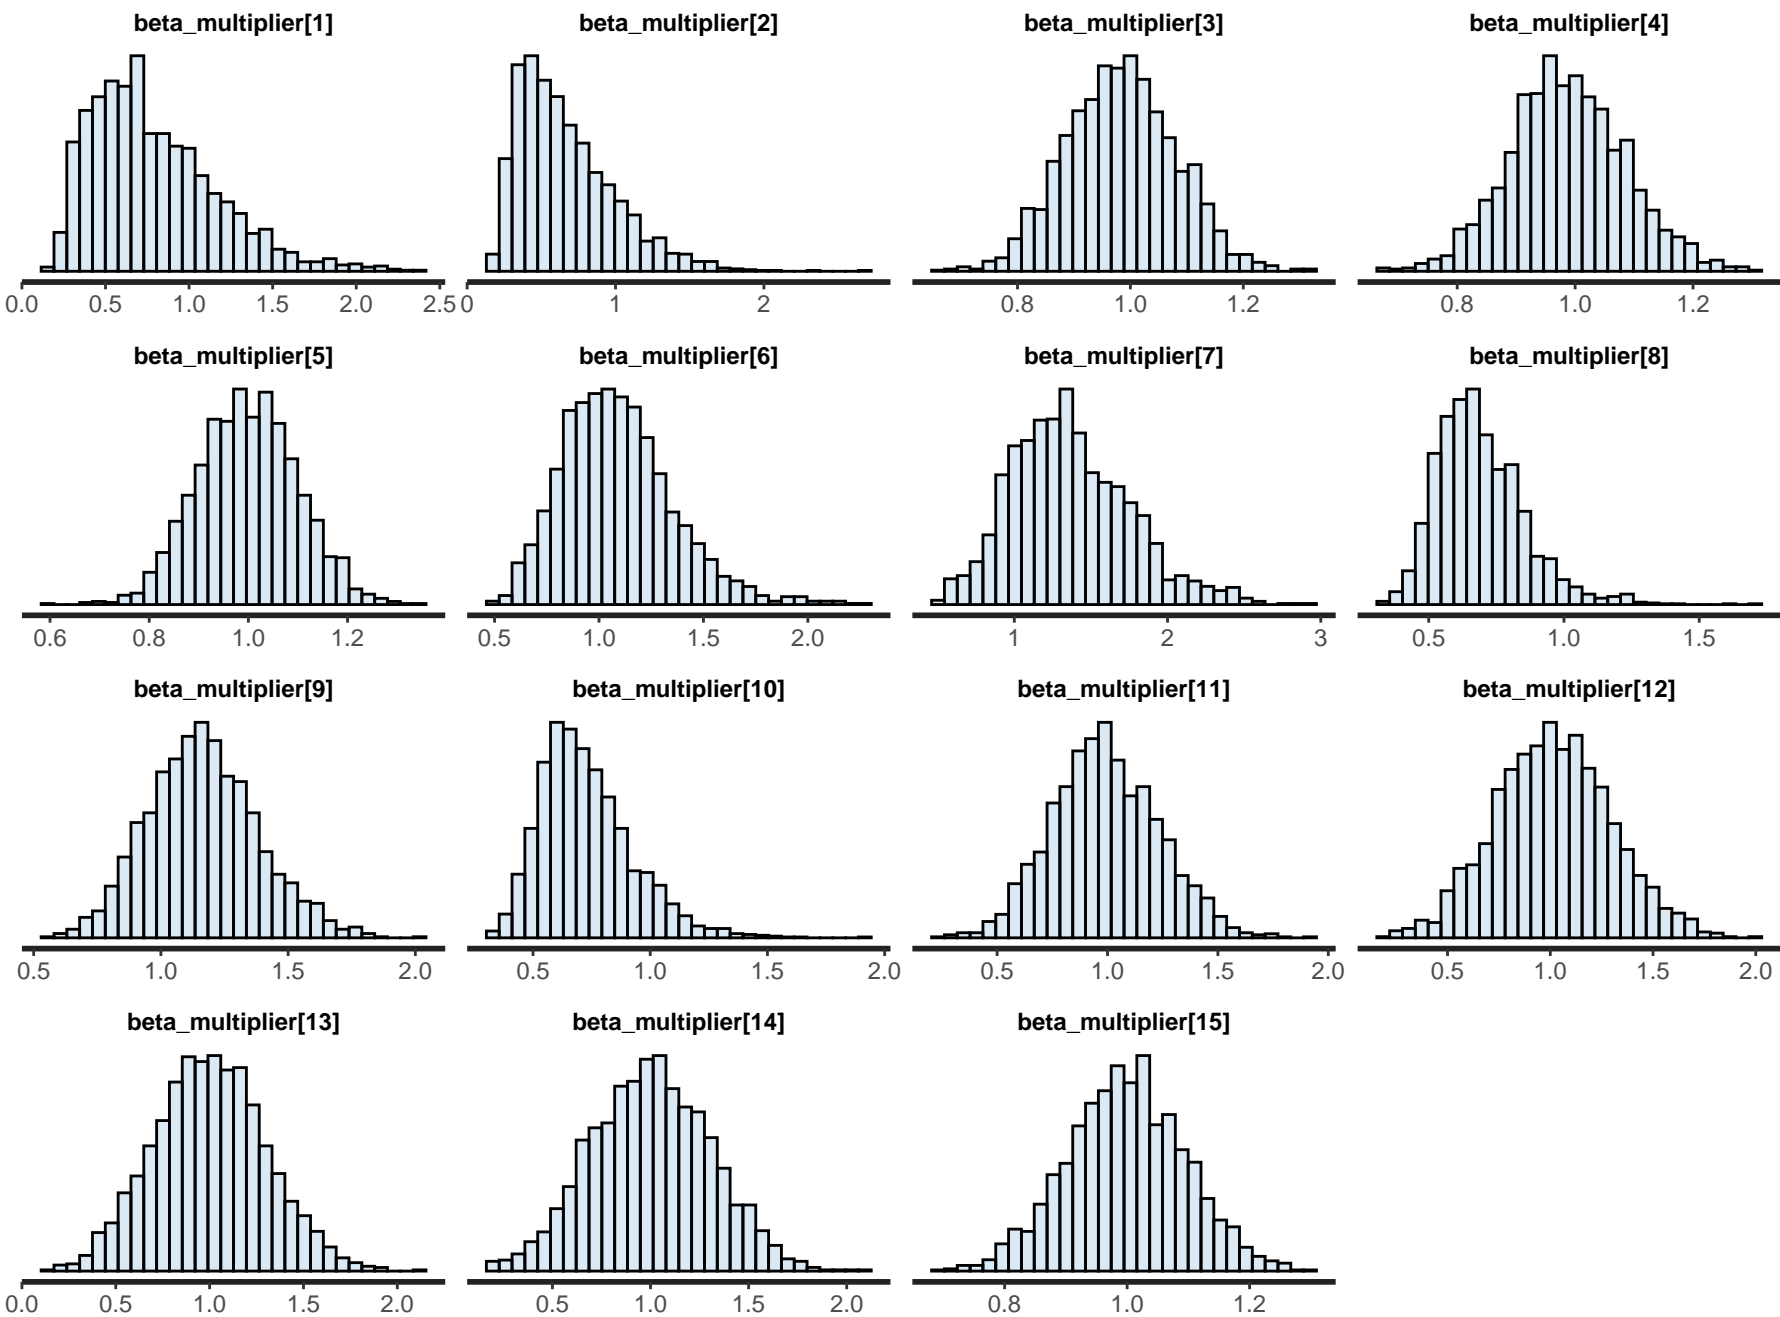 beta_multiplier[1] beta_multiplier[2] beta_multiplier[3] beta_multiplier[4]
0.0 0.5 1.0 1.5 2.0 2.5 0 1 2 0.8 1.0 1.2 0.8 1.0 1.2
beta_multiplier[5] beta_multiplier[6] beta_multiplier[7] beta_multiplier[8]
0.6 0.8 1.0 1.2 0.5 1.0 1.5 2.0 1 2 3 0.5 1.0 1.5
beta_multiplier[9] beta_multiplier[10] beta_multiplier[11] beta_multiplier[12]
0.5 1.0 1.5 2.0 0.5 1.0 1.5 2.0 0.5 1.0 1.5 2.0 0.5 1.0 1.5 2.0
beta_multiplier[13] beta_multiplier[14] beta_multiplier[15]
0.0 0.5 1.0 1.5 2.0 0.5 1.0 1.5 2.0 0.8 1.0 1.2